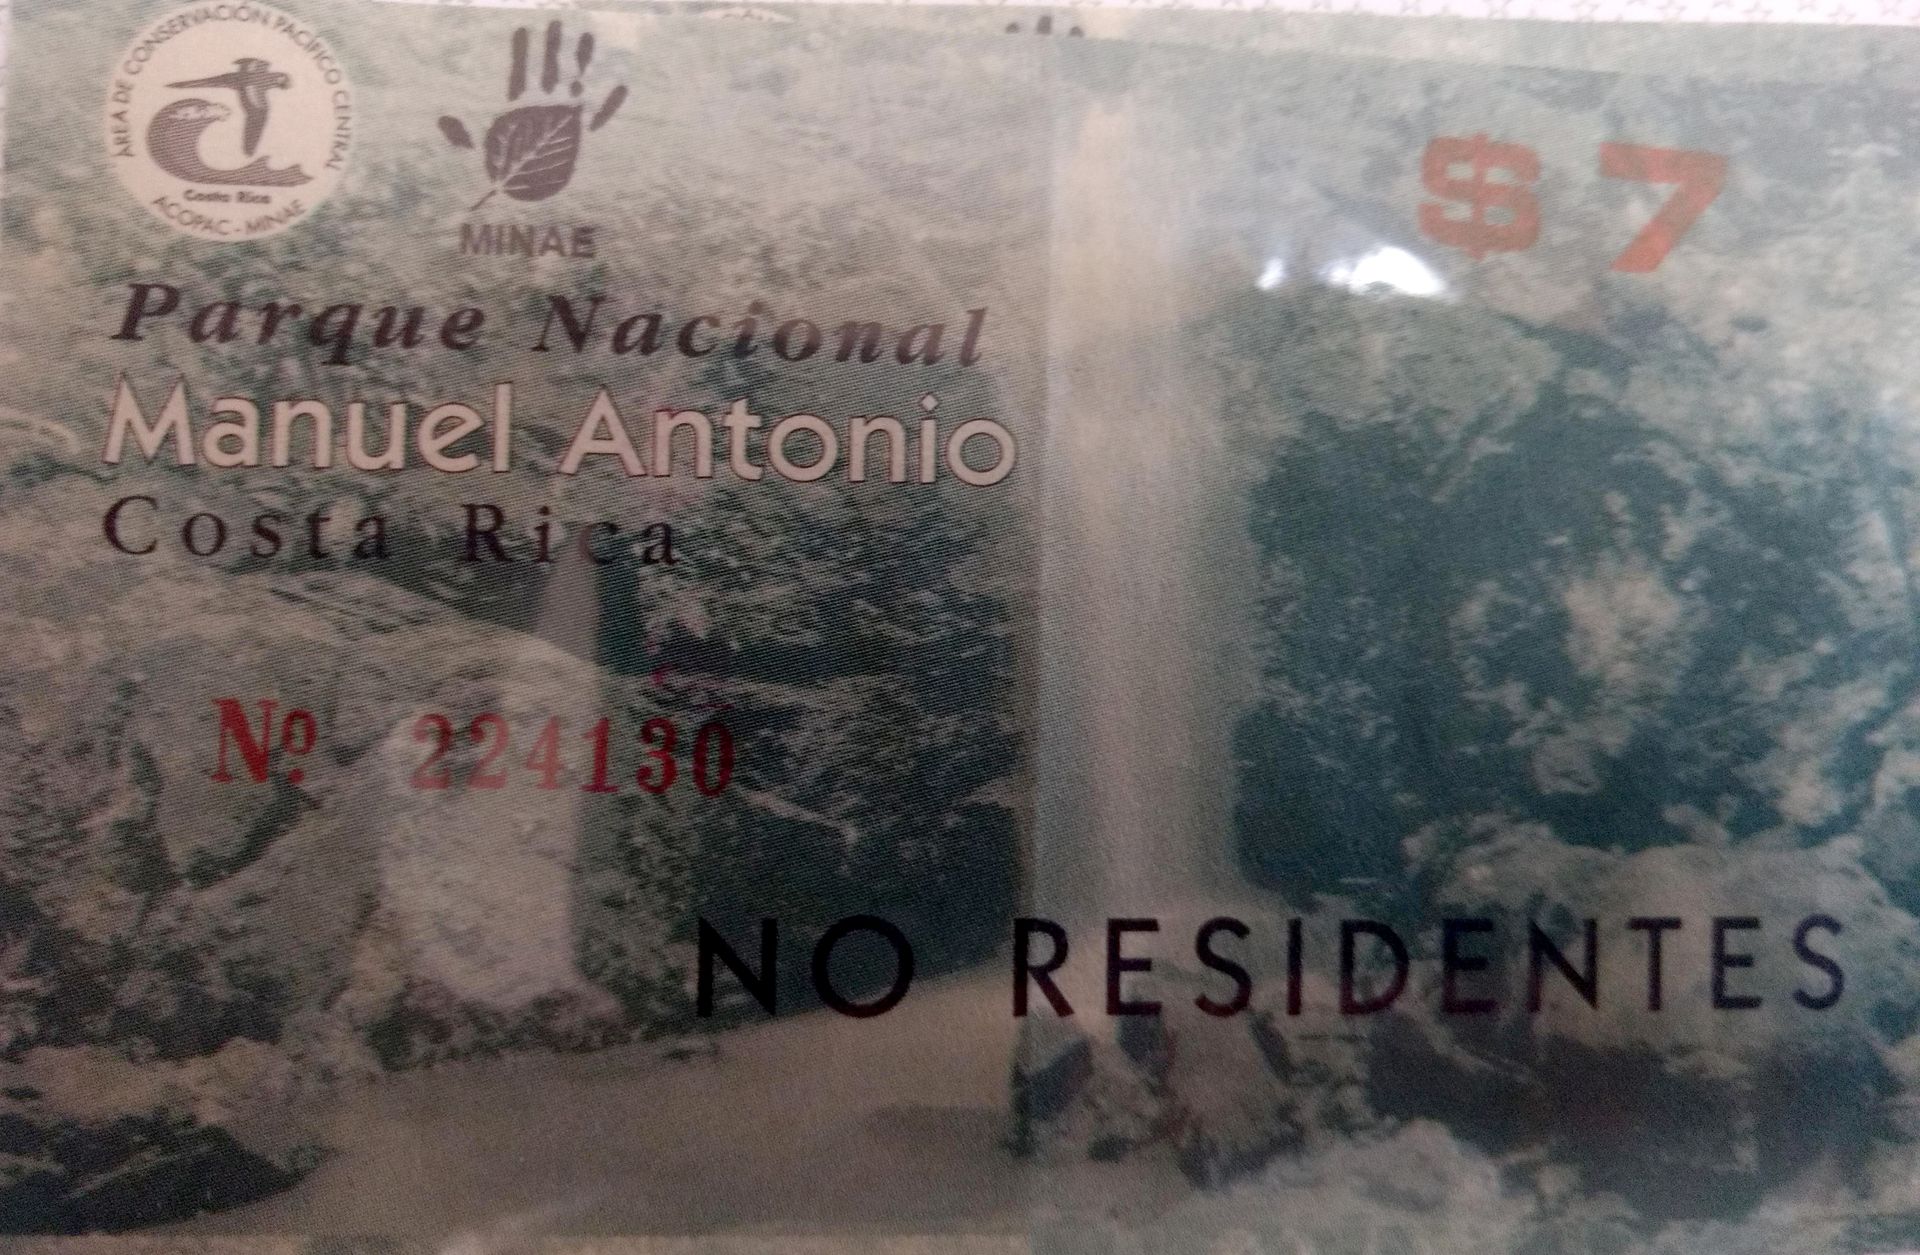 ÁREA DE CONSERVACIÓN PACÍFICO CENTRAL
Costa Rica
ACOPAC - MINAE
MINAE
$7
Parque Nacional
Manuel Antonio
Costa Rica
Nº. 224130
NO RESIDENTES